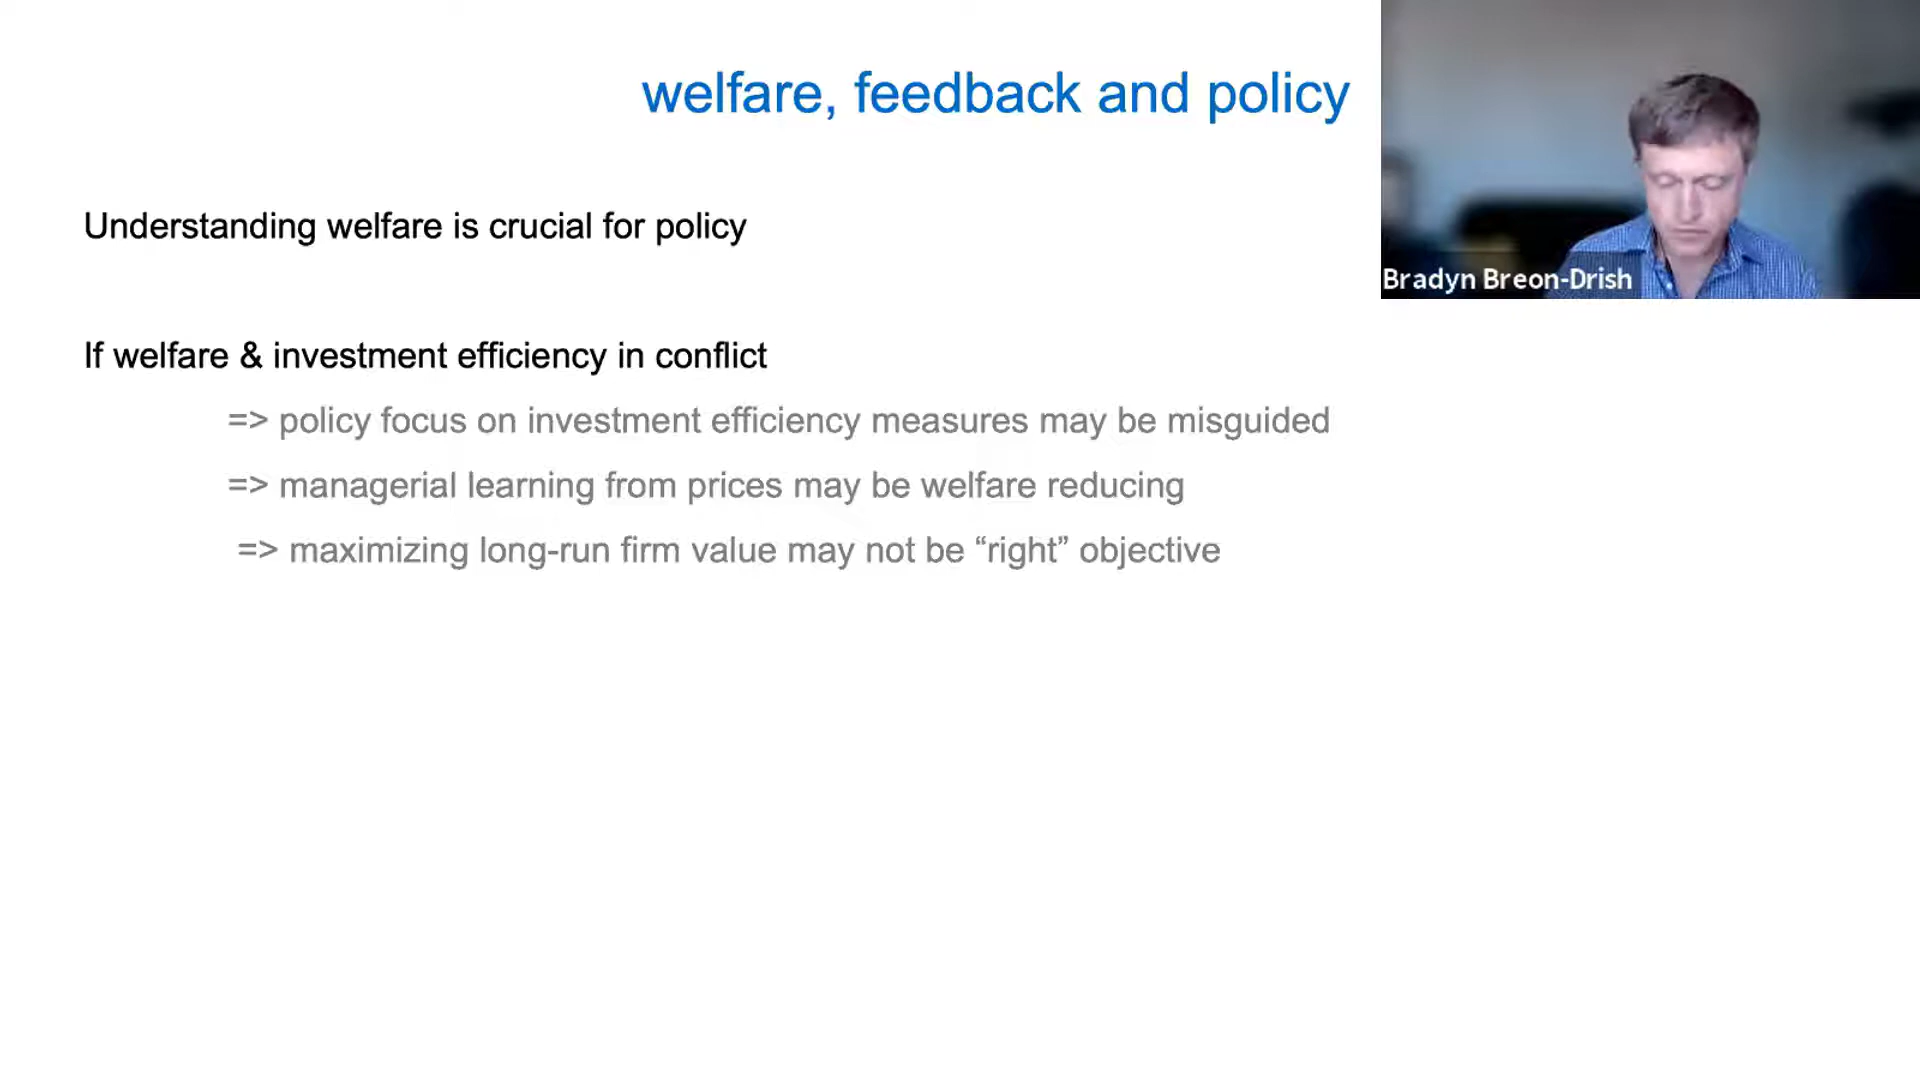 welfare, feedback and policy
Bradyn Breon-Drish
Understanding welfare is crucial for policy
If welfare & investment efficiency in conflict
=> policy focus on investment efficiency measures may be misguided
=> managerial learning from prices may be welfare reducing
=> maximizing long-run firm value may not be “right” objective